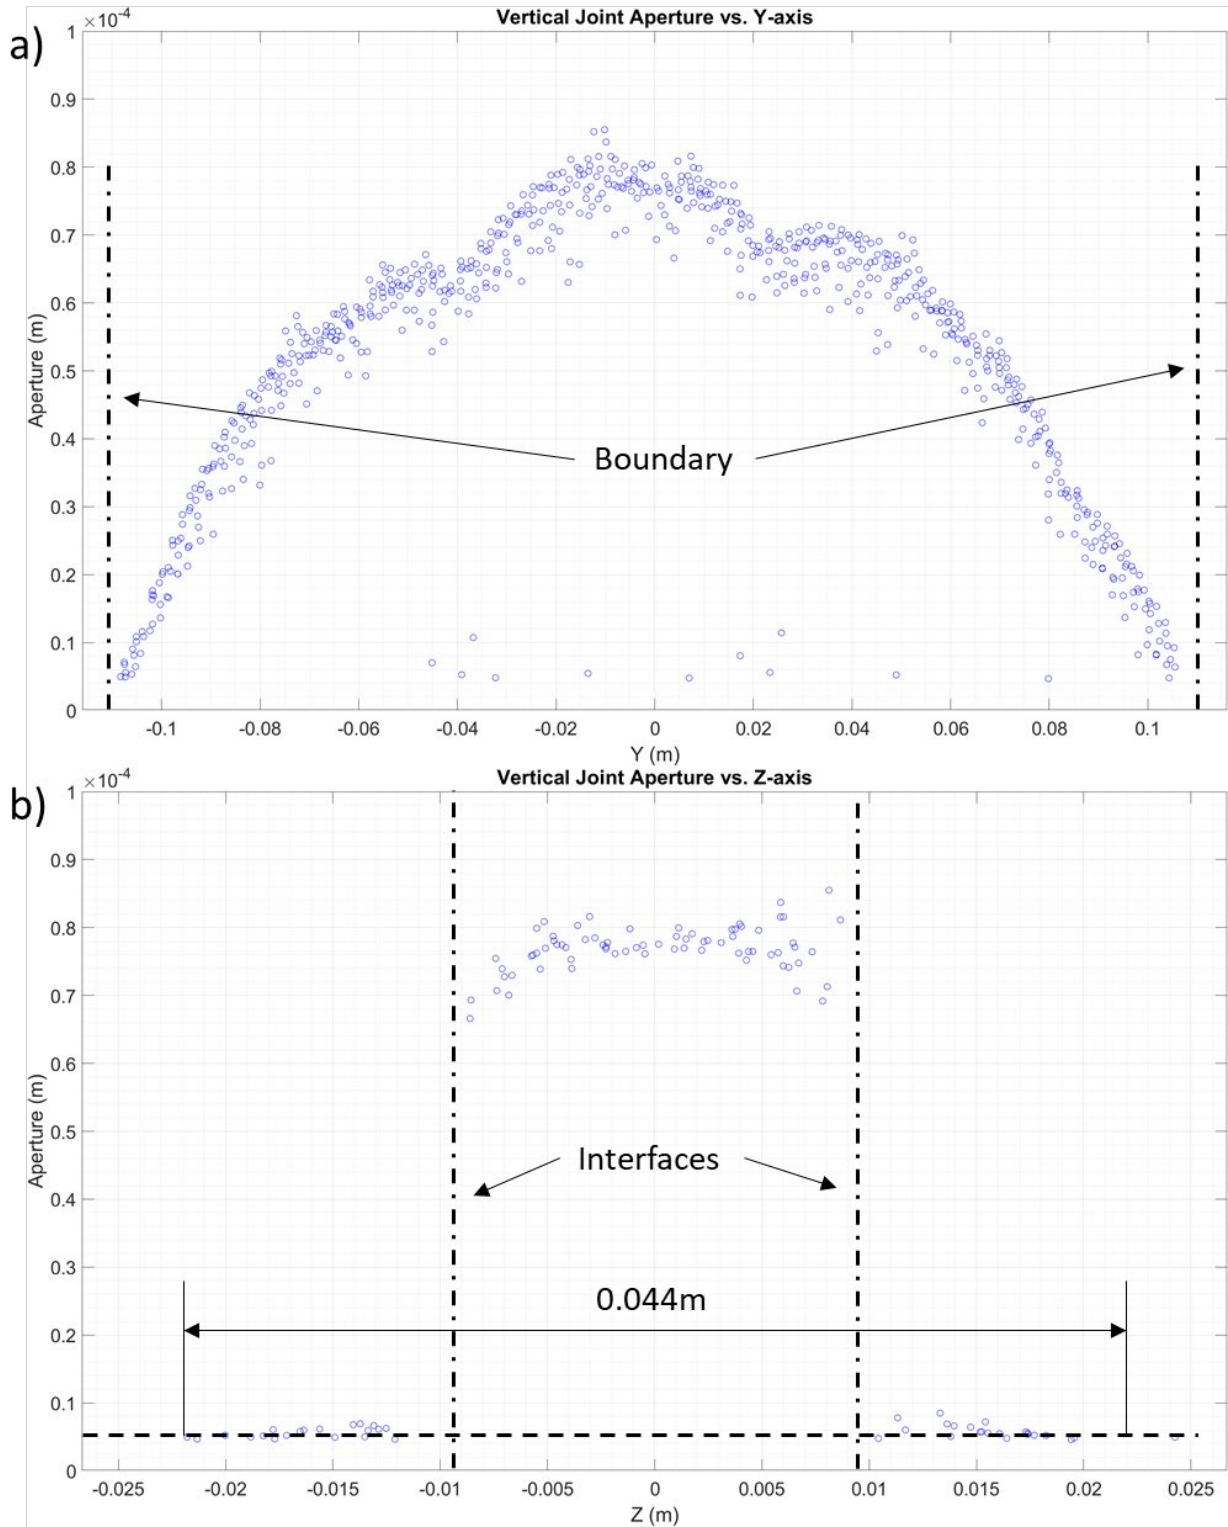 a)
×10-4
Vertical Joint Aperture vs. Y-axis
1
0.9
0.8
0.7
0.6
0.5
0.4
0.3
0.2
0.1
0
Aperture (m)
Boundary
-0.1 -0.08 -0.06 -0.04 -0.02 0 0.02 0.04 0.06 0.08 0.1
Y (m)
b)
×10-4
Vertical Joint Aperture vs. Z-axis
1
0.9
0.8
0.7
0.6
0.5
0.4
0.3
0.2
0.1
0
Aperture (m)
Interfaces
0.044m
-0.025 -0.02 -0.015 -0.01 -0.005 0 0.005 0.01 0.015 0.02 0.025
Z (m)